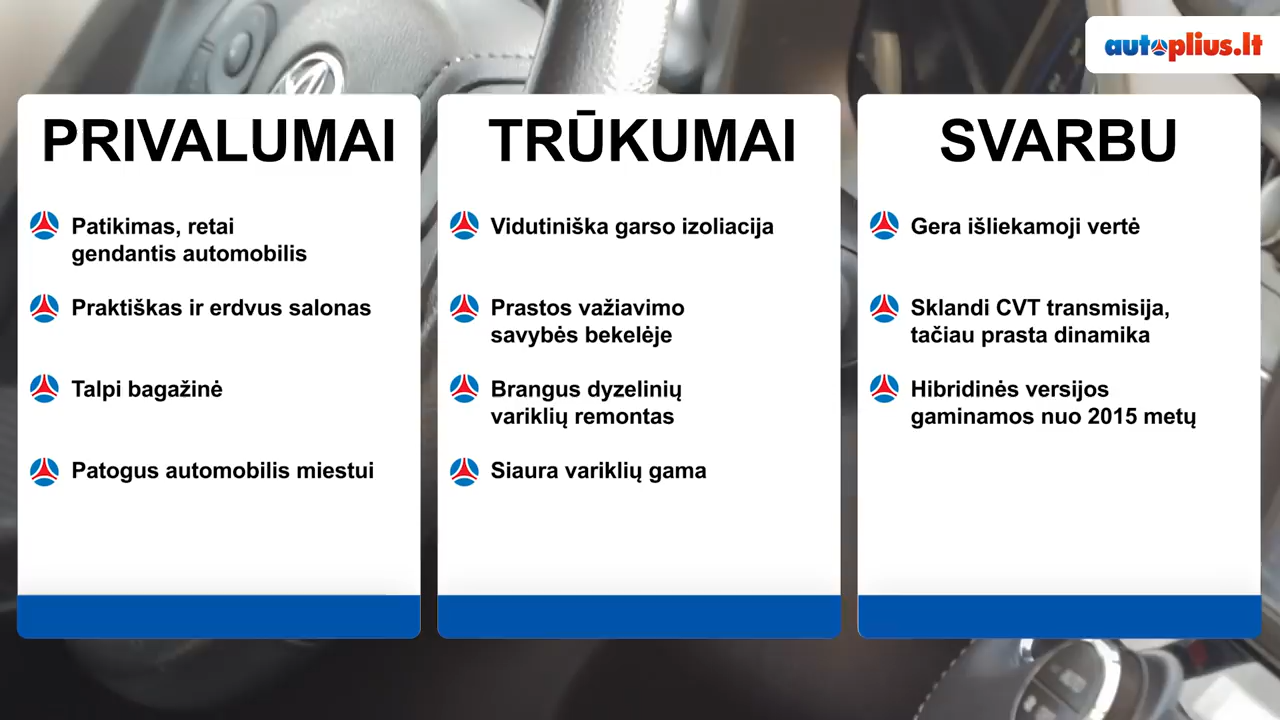 autoplius.lt
PRIVALUMAI
Patikimas, retai
gendantis automobilis
Praktiškas ir erdvus salonas
Talpi bagažinė
Patogus automobilis miestui
TRŪKUMAI
Vidutiniška garso izoliacija
Prastos važiavimo
savybės bekelėje
Brangus dyzelinių
variklių remontas
Siaura variklių gama
SVARBU
Gera išliekamoji vertė
Sklandi CVT transmisija,
tačiau prasta dinamika
Hibridinės versijos
gaminamos nuo 2015 metų